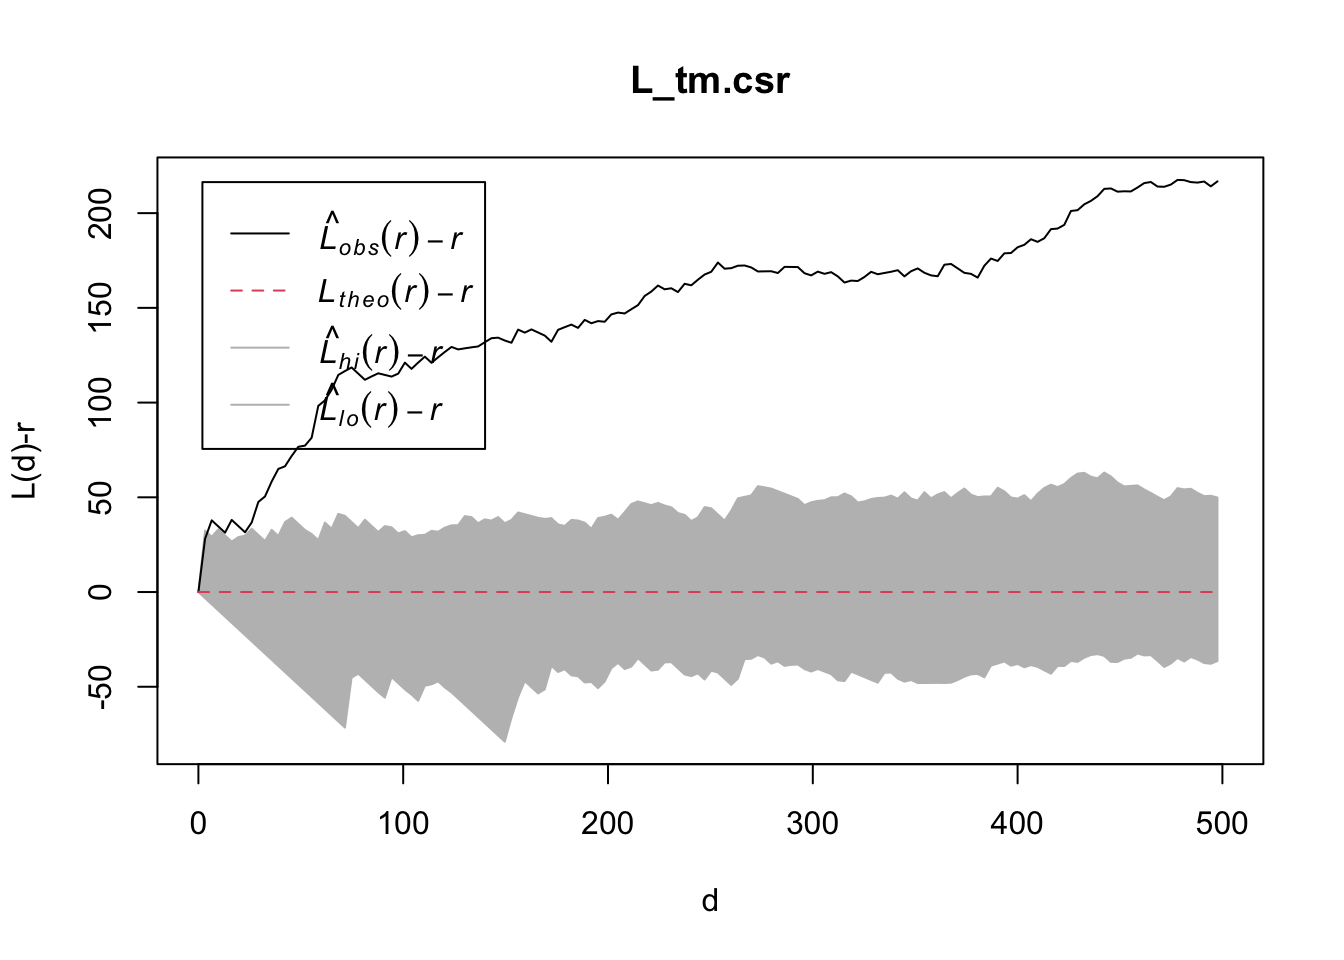 L_tm.csr
L̂obs(r) − r
Ltheo(r) − r
L̂hi(r) − r
L̂lo(r) − r
L(d)-r
200
150
100
50
0
-50
0 100 200 300 400 500
d